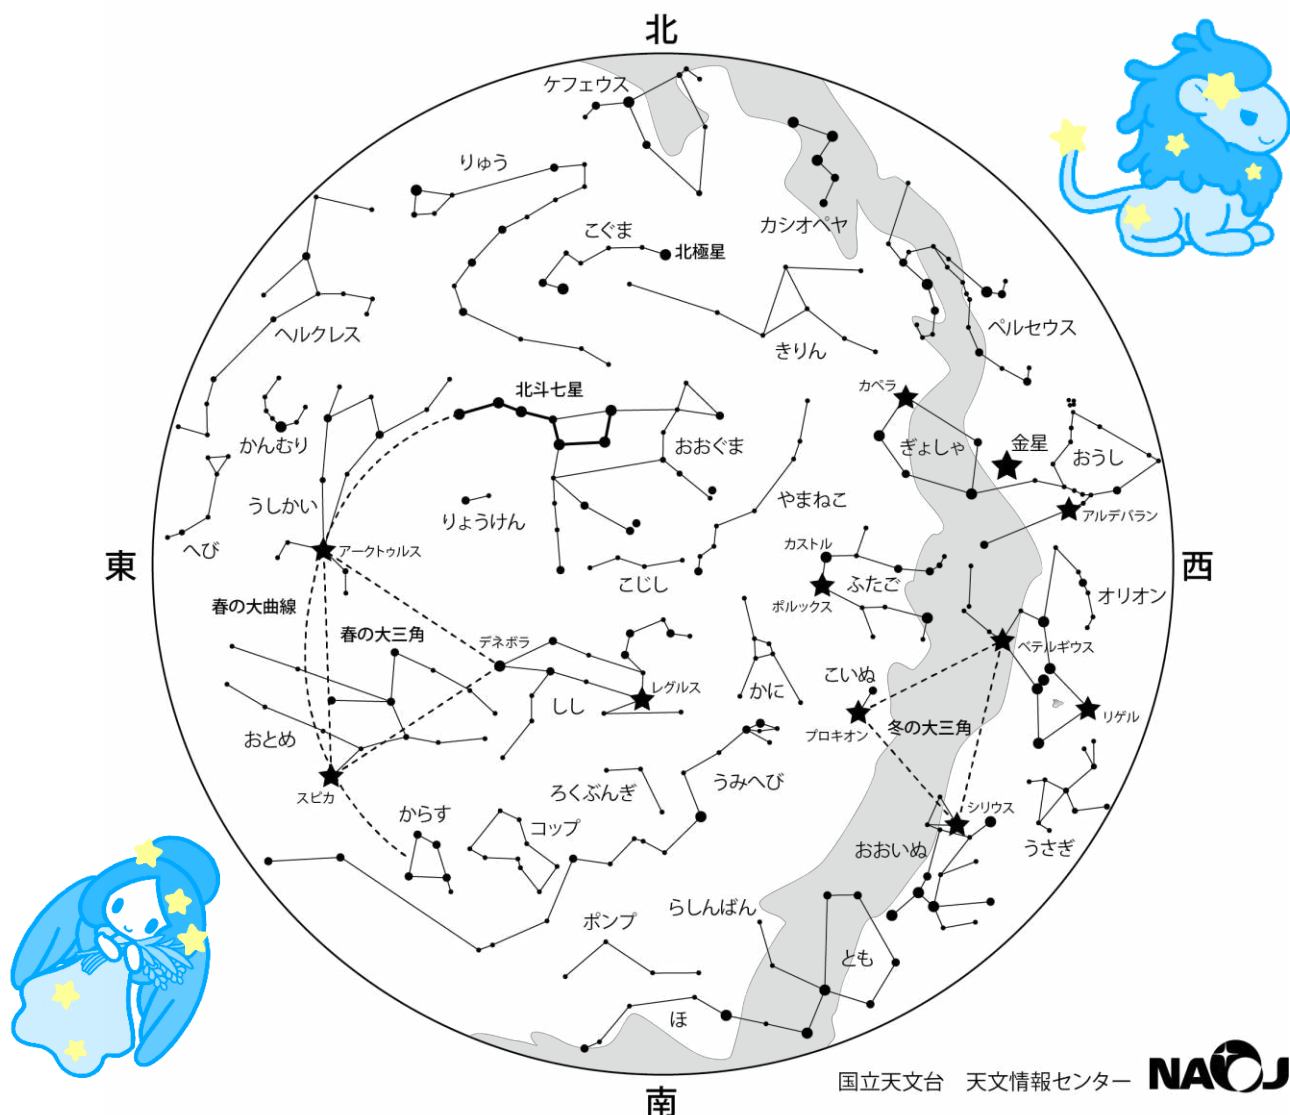 北
ケフェウス
りゅう
カシオペヤ
こぐま
北極星
ペルセウス
ヘルクレス
きりん
カペラ
北斗七星
かんむり
おおぐま
ぎょしゃ
金星
おうし
うしかい
りょうけん
やまねこ
アルデバラン
へび
アークトゥルス
カストル
東
西
こじし
ふたご
オリオン
春の大曲線
ポルックス
春の大三角
デネボラ
ベテルギウス
しし
レグルス
かに
こいぬ
リゲル
おとめ
プロキオン
冬の大三角
スピカ
ろくぶんぎ
うみへび
シリウス
からす
コップ
おおいぬ
うさぎ
ポンプ
らしんばん
とも
ほ
国立天文台 天文情報センター
NAOJ
南